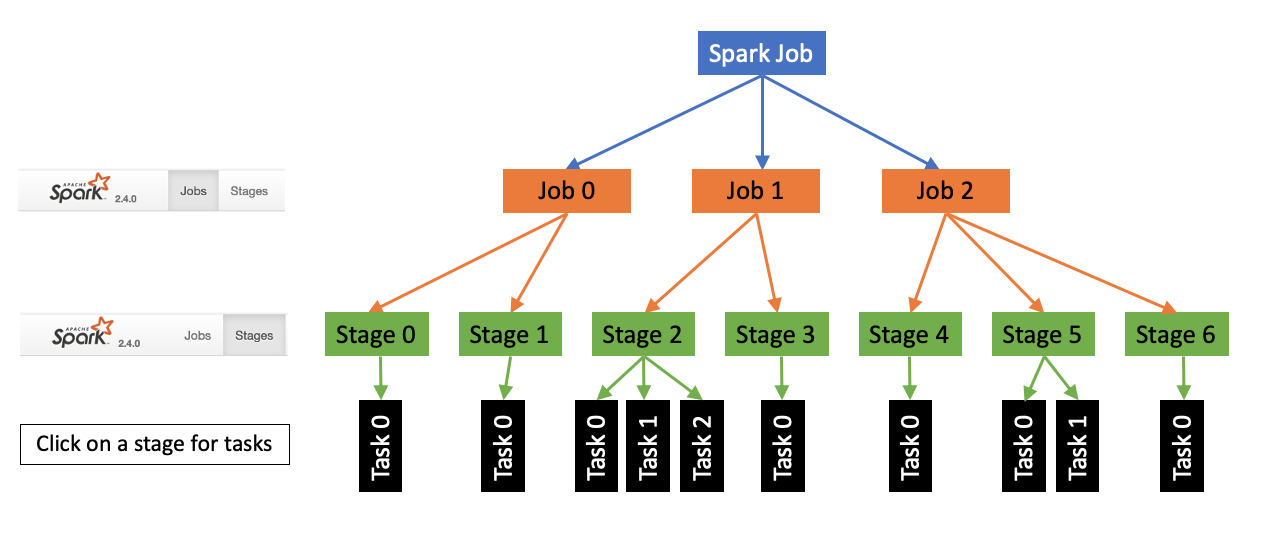 Spark Job
APACHE
Spark 2.4.0 Jobs Stages
Job 0 Job 1 Job 2
APACHE
Spark 2.4.0 Jobs Stages
Stage 0 Stage 1 Stage 2 Stage 3 Stage 4 Stage 5 Stage 6
Click on a stage for tasks
Task 0 Task 0 Task 0 Task 1 Task 2 Task 0 Task 0 Task 0 Task 1 Task 0